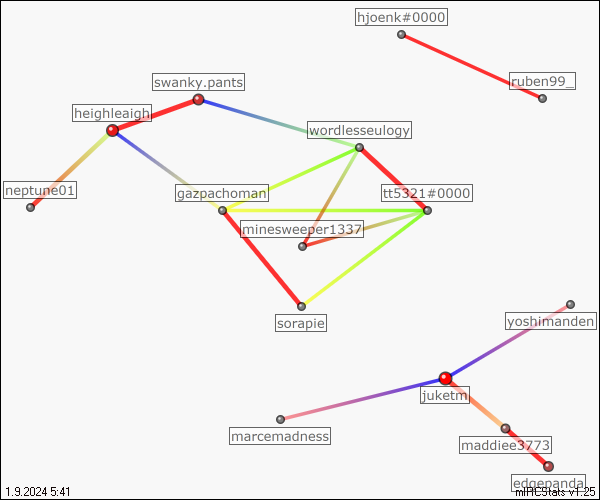 hjoenk#0000
ruben99_
swanky.pants
heighleaigh
wordlesseulogy
neptune01
gazpachoman
tt5321#0000
minesweeper1337
sorapie
yoshimanden
juketm
marcemadness
maddiee3773
edgepanda
1.9.2024 5:41
mIRCStats v1.25